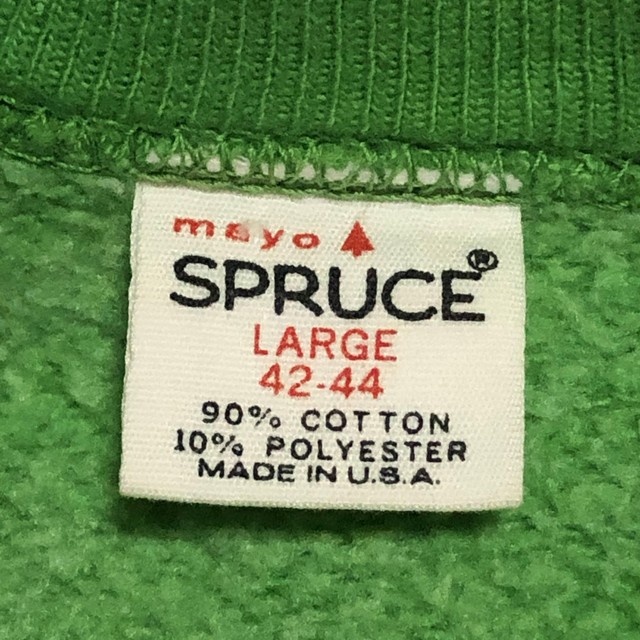 mayo
SPRUCE®
LARGE
42-44
90% COTTON
10% POLYESTER
MADE IN U.S.A.